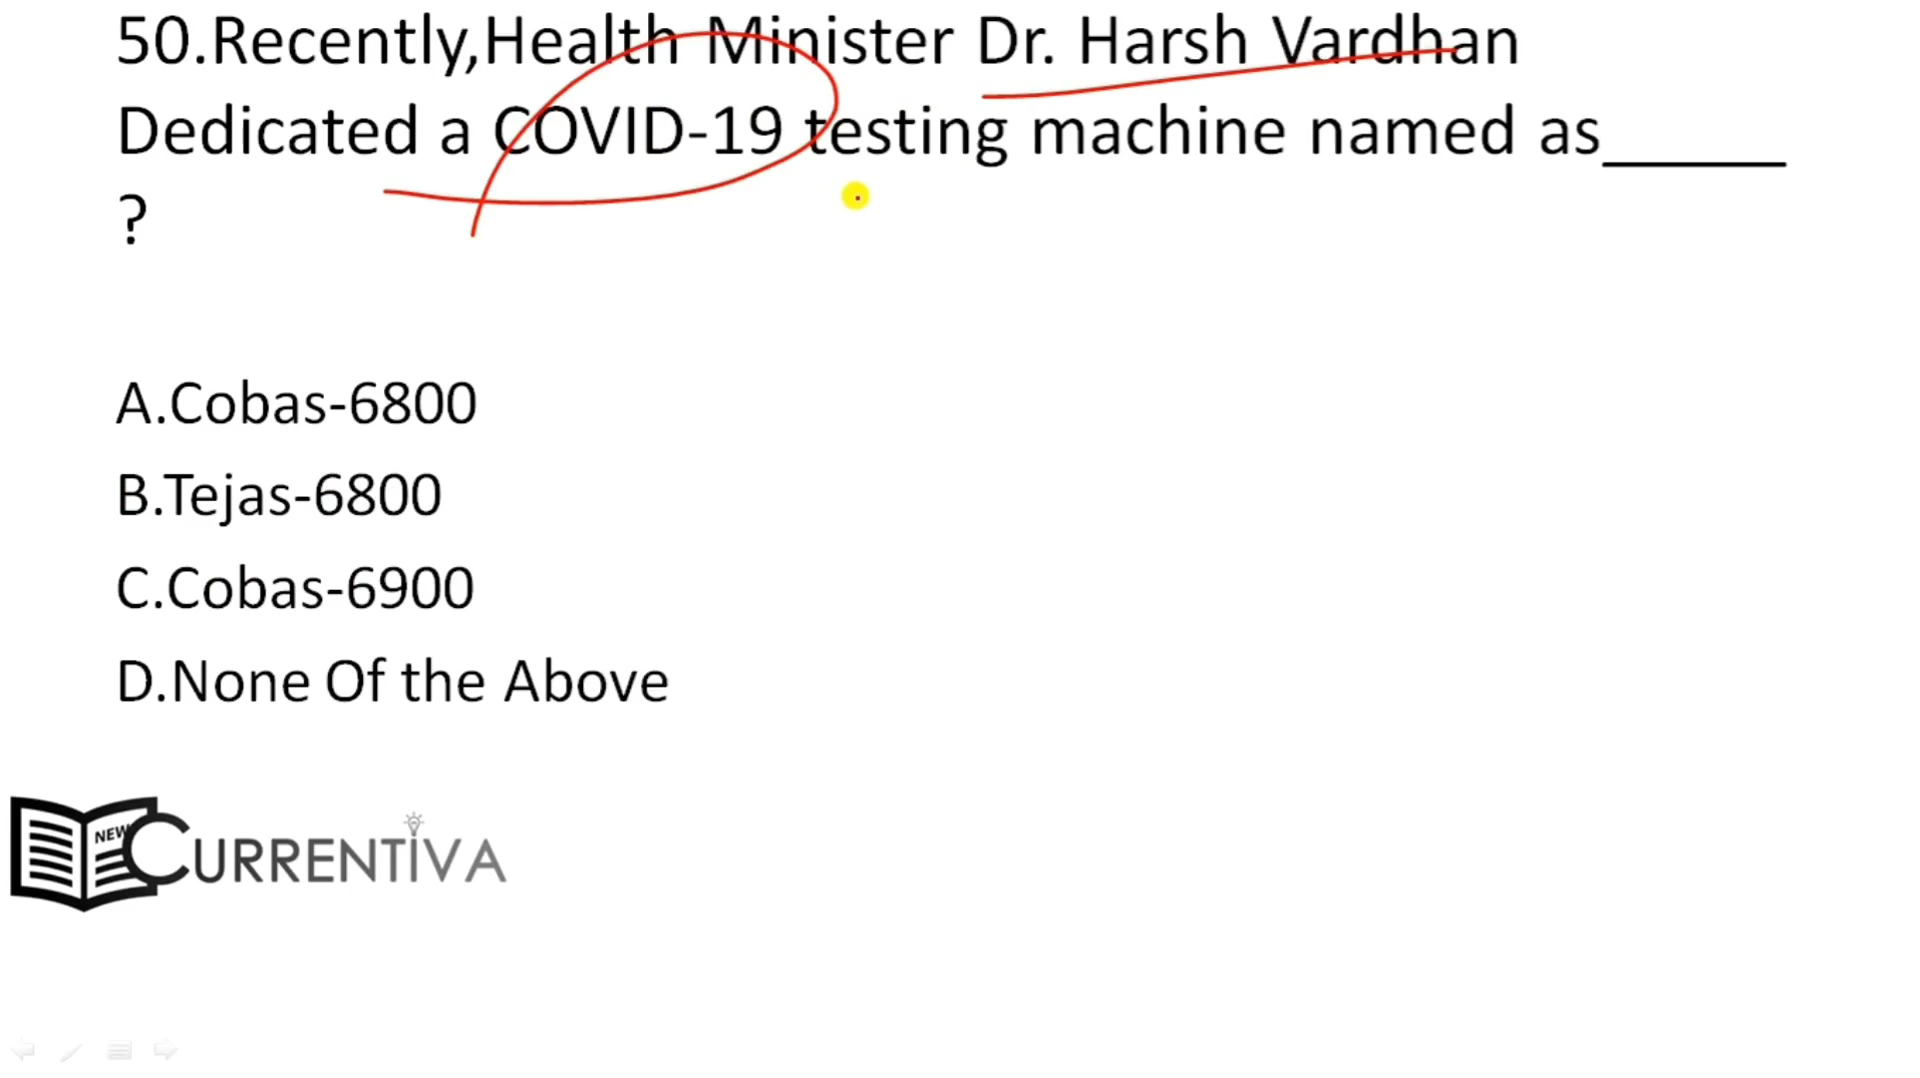 50.Recently,Health Minister Dr. Harsh Vardhan
Dedicated a COVID-19 testing machine named as______
?
A.Cobas-6800
B.Tejas-6800
C.Cobas-6900
D.None Of the Above
NEW
CURRENTIVA